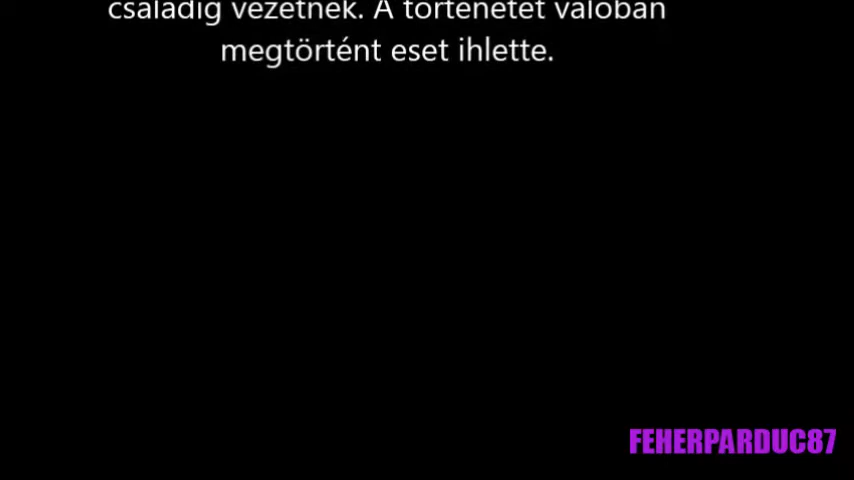 családig vezetnek. A történetet valóban
megtörtént eset ihlette.
FEHERPARDUC87